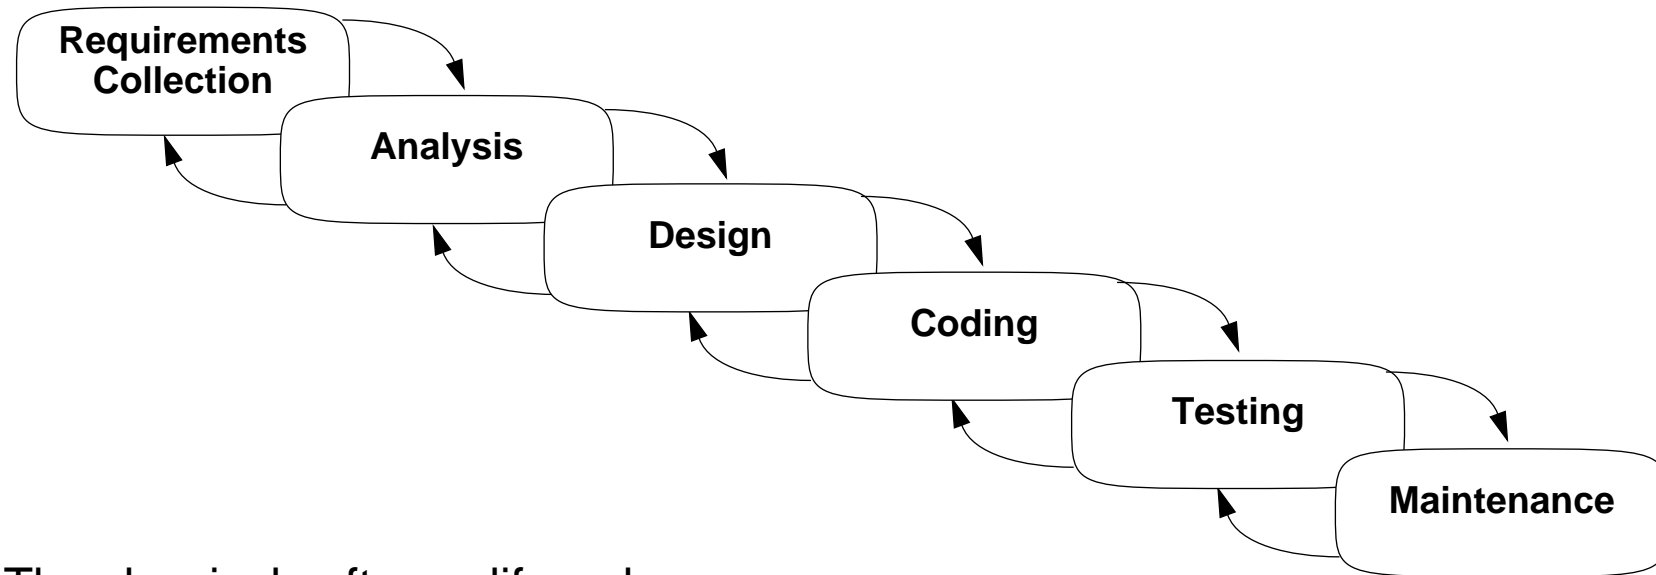 Requirements
Collection
Analysis
Design
Coding
Testing
Maintenance